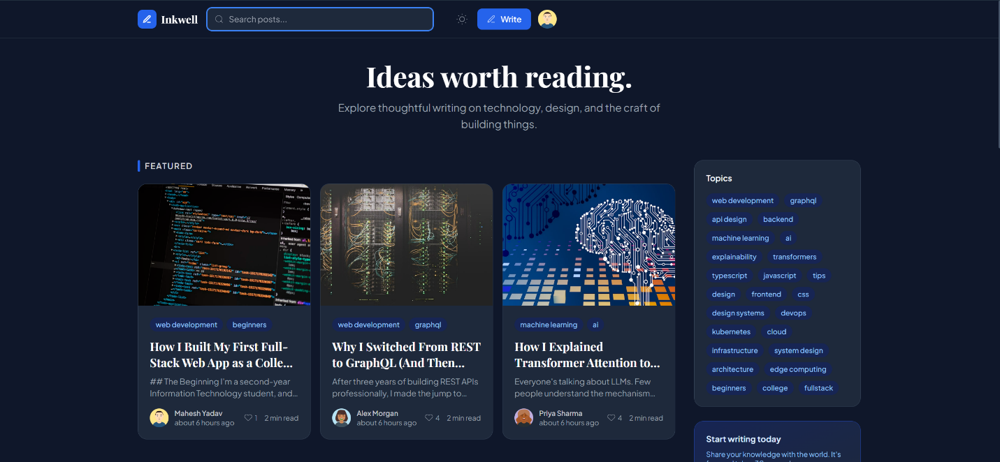 Inkwell
Search posts...
Write
Ideas worth reading.
Explore thoughtful writing on technology, design, and the craft of
building things.
FEATURED
web development beginners
How I Built My First Full-
Stack Web App as a Colle...
## The Beginning I'm a second-year
Information Technology student, and...
Mahesh Yadav
about 6 hours ago
1 2 min read
web development graphql
Why I Switched From REST
to GraphQL (And Then...
After three years of building REST APIs
professionally, I made the jump to...
Alex Morgan
about 6 hours ago
4 2 min read
machine learning ai
How I Explained
Transformer Attention to...
Everyone's talking about LLMs. Few
people understand the mechanism...
Priya Sharma
about 6 hours ago
4 2 min read
Topics
web development graphql
api design backend
machine learning ai
explainability transformers
typescript javascript tips
design frontend css
design systems devops
kubernetes cloud
infrastructure system design
architecture edge computing
beginners college fullstack
Start writing today
Share your knowledge with the world. It's